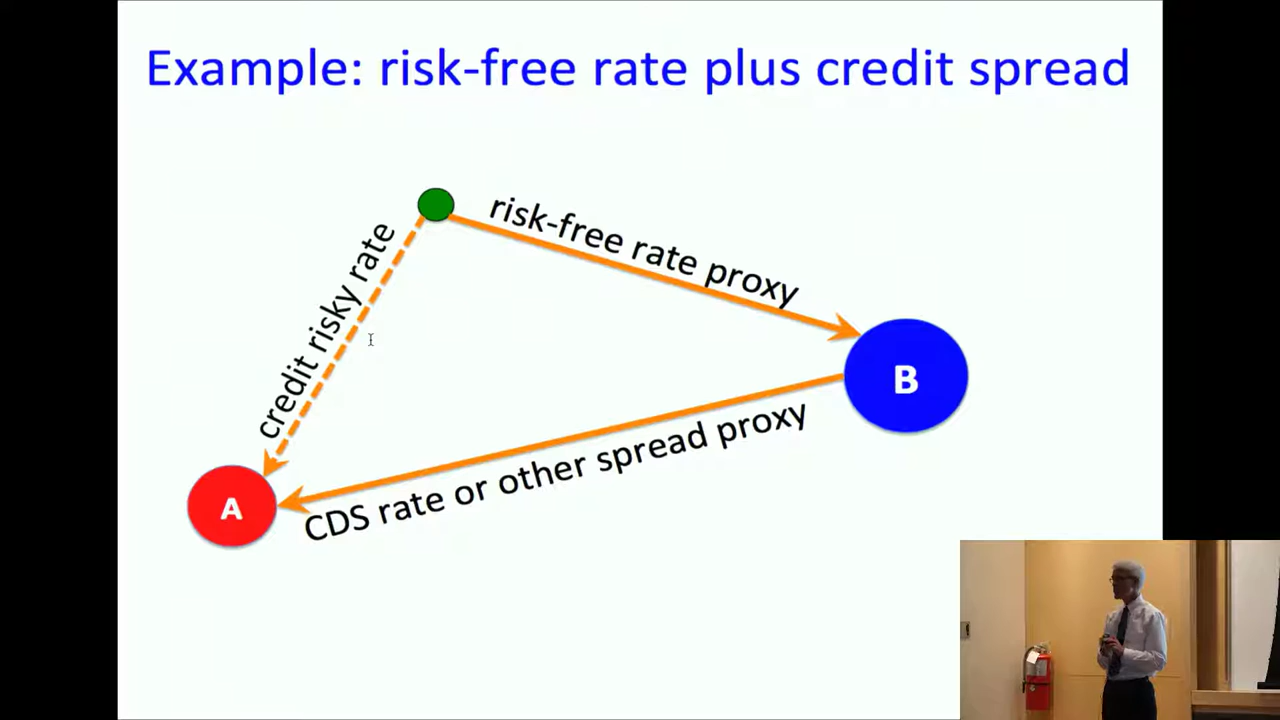 Example: risk-free rate plus credit spread
risk-free rate proxy
credit risky rate
B
CDS rate or other spread proxy
A